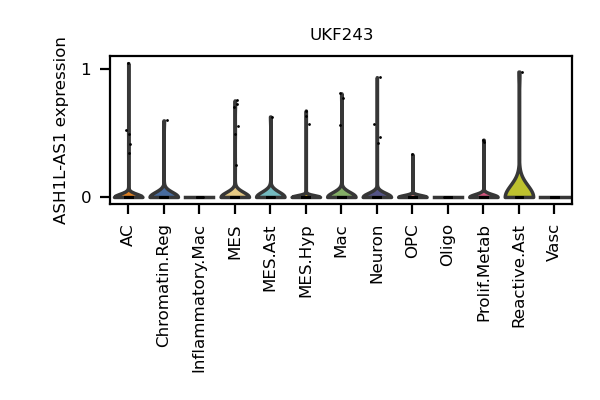 UKF243
ASH1L-AS1 expression
1
0
AC
Chromatin.Reg
Inflammatory.Mac
MES
MES.Ast
MES.Hyp
Mac
Neuron
OPC
Oligo
Prolif.Metab
Reactive.Ast
Vasc